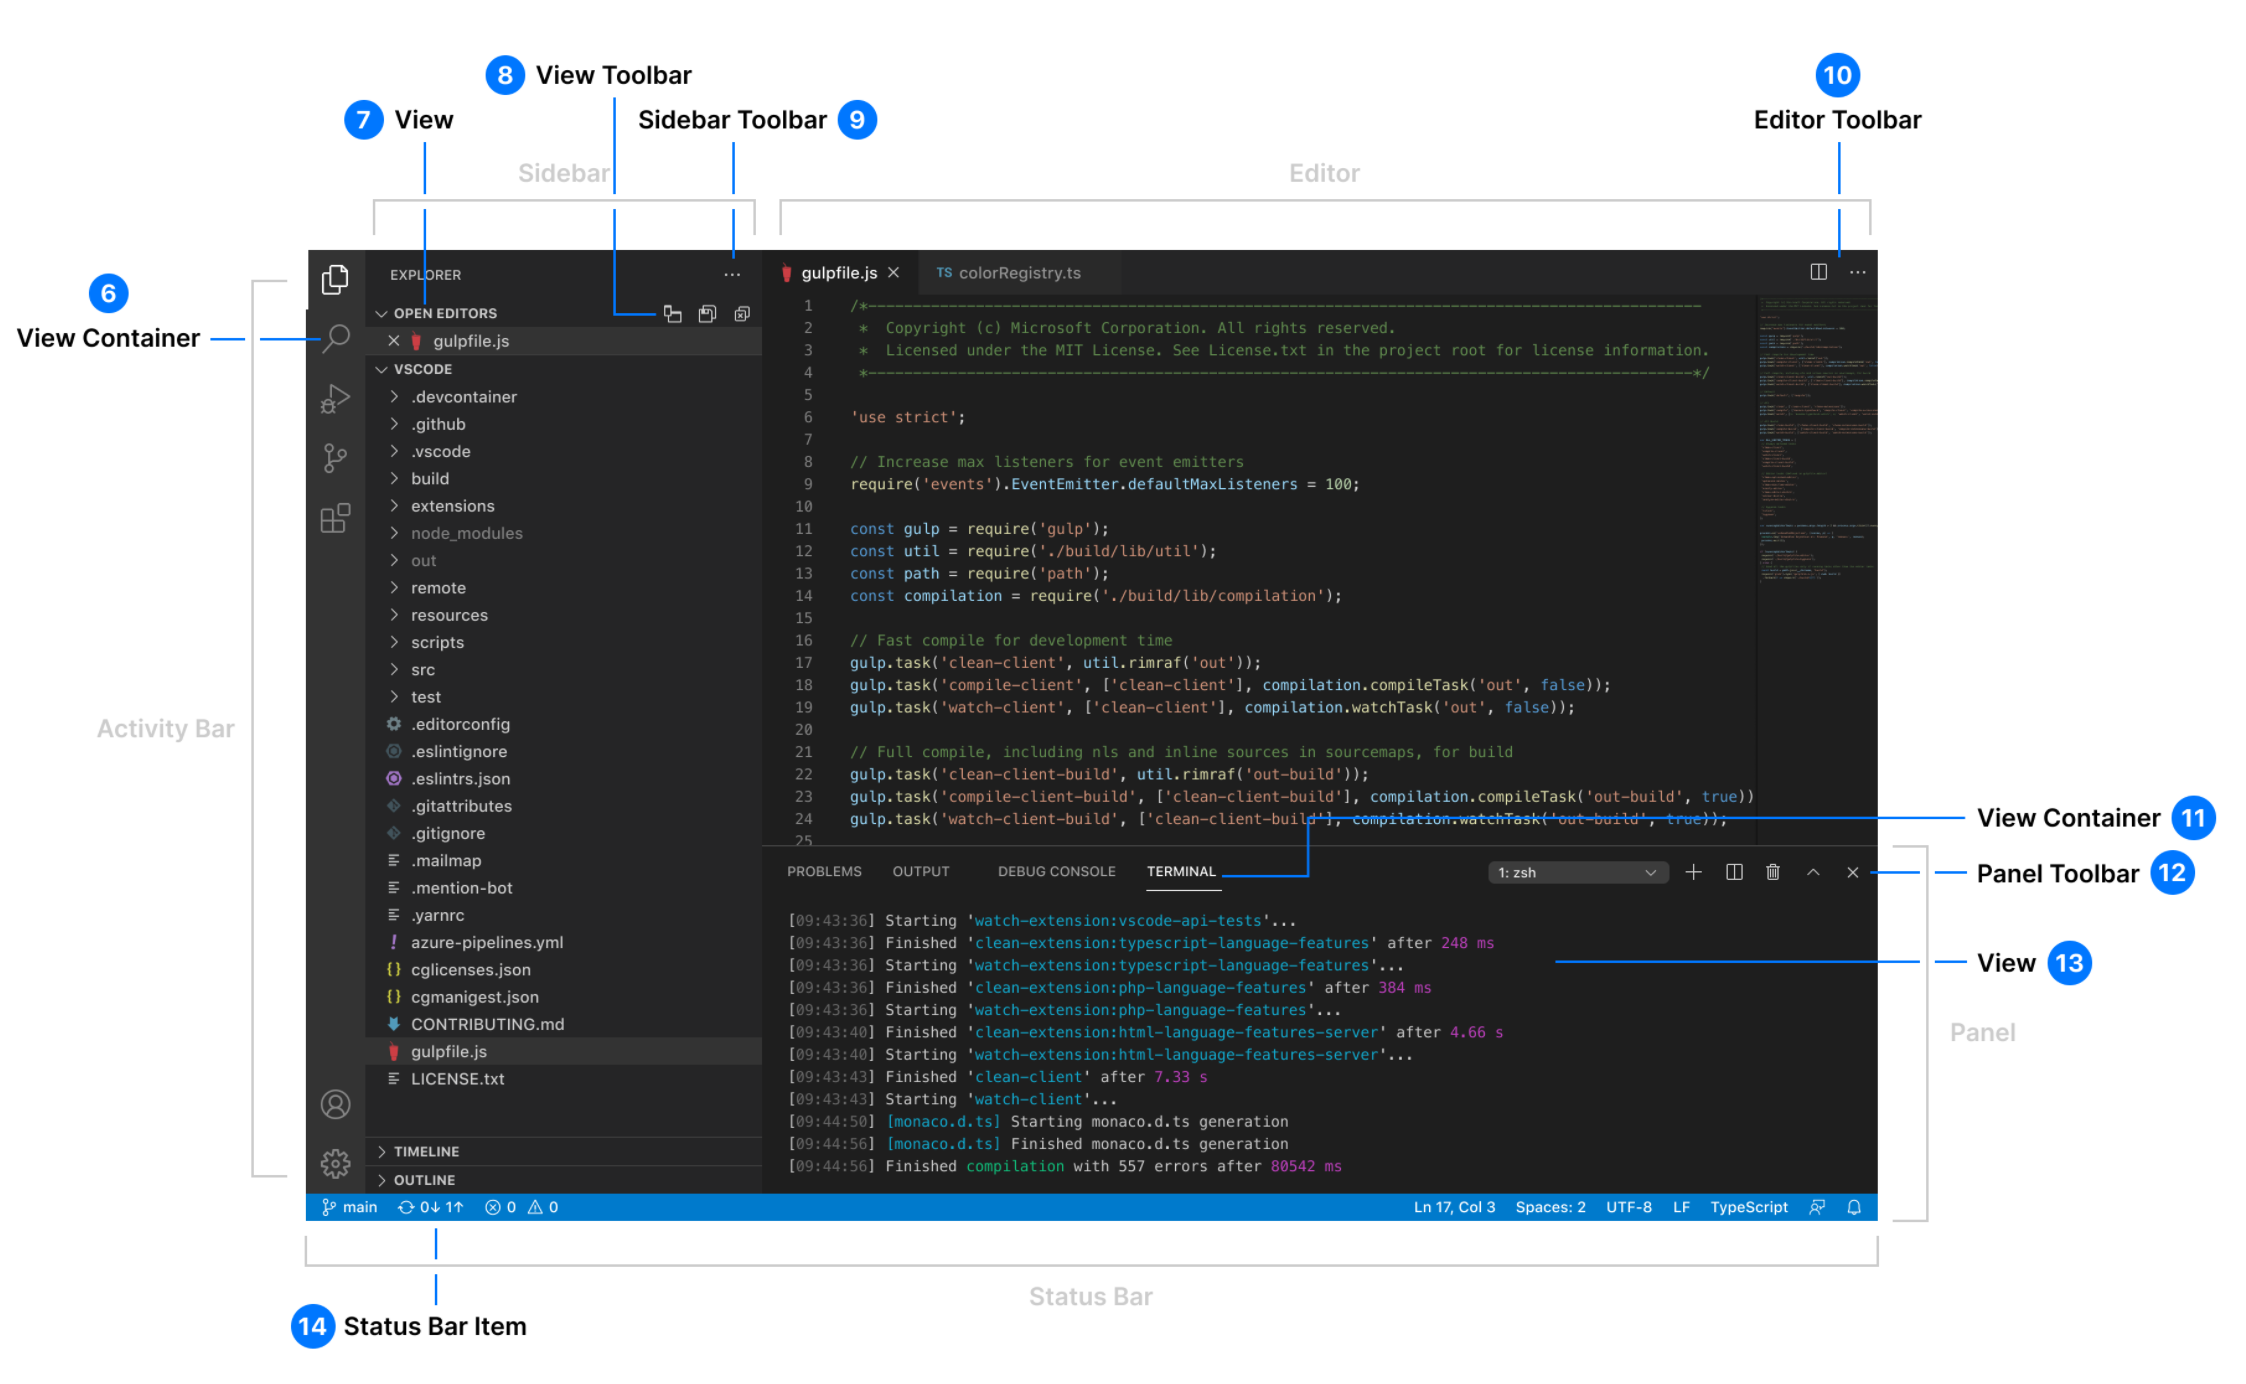 8 View Toolbar
10
7 View
Sidebar Toolbar 9
Editor Toolbar
Sidebar
Editor
6
View Container
Activity Bar
EXPLORER ...
OPEN EDITORS
gulpfile.js
VSCODE
.devcontainer
.github
.vscode
build
extensions
node_modules
out
remote
resources
scripts
src
test
.editorconfig
.eslintignore
.eslintrs.json
.gitattributes
.gitignore
.mailmap
.mention-bot
.yarnrc
! azure-pipelines.yml
{} cglicenses.json
{} cgmanigest.json
CONTRIBUTING.md
gulpfile.js
LICENSE.txt
TIMELINE
OUTLINE
gulpfile.js
TS colorRegistry.ts
1 /*---------------------------------------------------------------------------------------------
2 * Copyright (c) Microsoft Corporation. All rights reserved.
3 * Licensed under the MIT License. See License.txt in the project root for license information.
4 *--------------------------------------------------------------------------------------------*/
5
6 'use strict';
7
8 // Increase max listeners for event emitters
9 require('events').EventEmitter.defaultMaxListeners = 100;
10
11 const gulp = require('gulp');
12 const util = require('./build/lib/util');
13 const path = require('path');
14 const compilation = require('./build/lib/compilation');
15
16 // Fast compile for development time
17 gulp.task('clean-client', util.rimraf('out'));
18 gulp.task('compile-client', ['clean-client'], compilation.compileTask('out', false));
19 gulp.task('watch-client', ['clean-client'], compilation.watchTask('out', false));
20
21 // Full compile, including nls and inline sources in sourcemaps, for build
22 gulp.task('clean-client-build', util.rimraf('out-build'));
23 gulp.task('compile-client-build', ['clean-client-build'], compilation.compileTask('out-build', true))
24 gulp.task('watch-client-build', ['clean-client-build'], compilation.watchTask('out-build', true));
25
PROBLEMS OUTPUT DEBUG CONSOLE TERMINAL
1: zsh
[09:43:36] Starting 'watch-extension:vscode-api-tests'...
[09:43:36] Finished 'clean-extension:typescript-language-features' after 248 ms
[09:43:36] Starting 'watch-extension:typescript-language-features'...
[09:43:36] Finished 'clean-extension:php-language-features' after 384 ms
[09:43:36] Starting 'watch-extension:php-language-features'...
[09:43:40] Finished 'clean-extension:html-language-features-server' after 4.66 s
[09:43:40] Starting 'watch-extension:html-language-features-server'...
[09:43:43] Finished 'clean-client' after 7.33 s
[09:43:43] Starting 'watch-client'...
[09:44:50] [monaco.d.ts] Starting monaco.d.ts generation
[09:44:56] [monaco.d.ts] Finished monaco.d.ts generation
[09:44:56] Finished compilation with 557 errors after 80542 ms
View Container 11
Panel Toolbar 12
View 13
Panel
main 0↓ 1↑ 0 0
Ln 17, Col 3 Spaces: 2 UTF-8 LF TypeScript
Status Bar
14 Status Bar Item